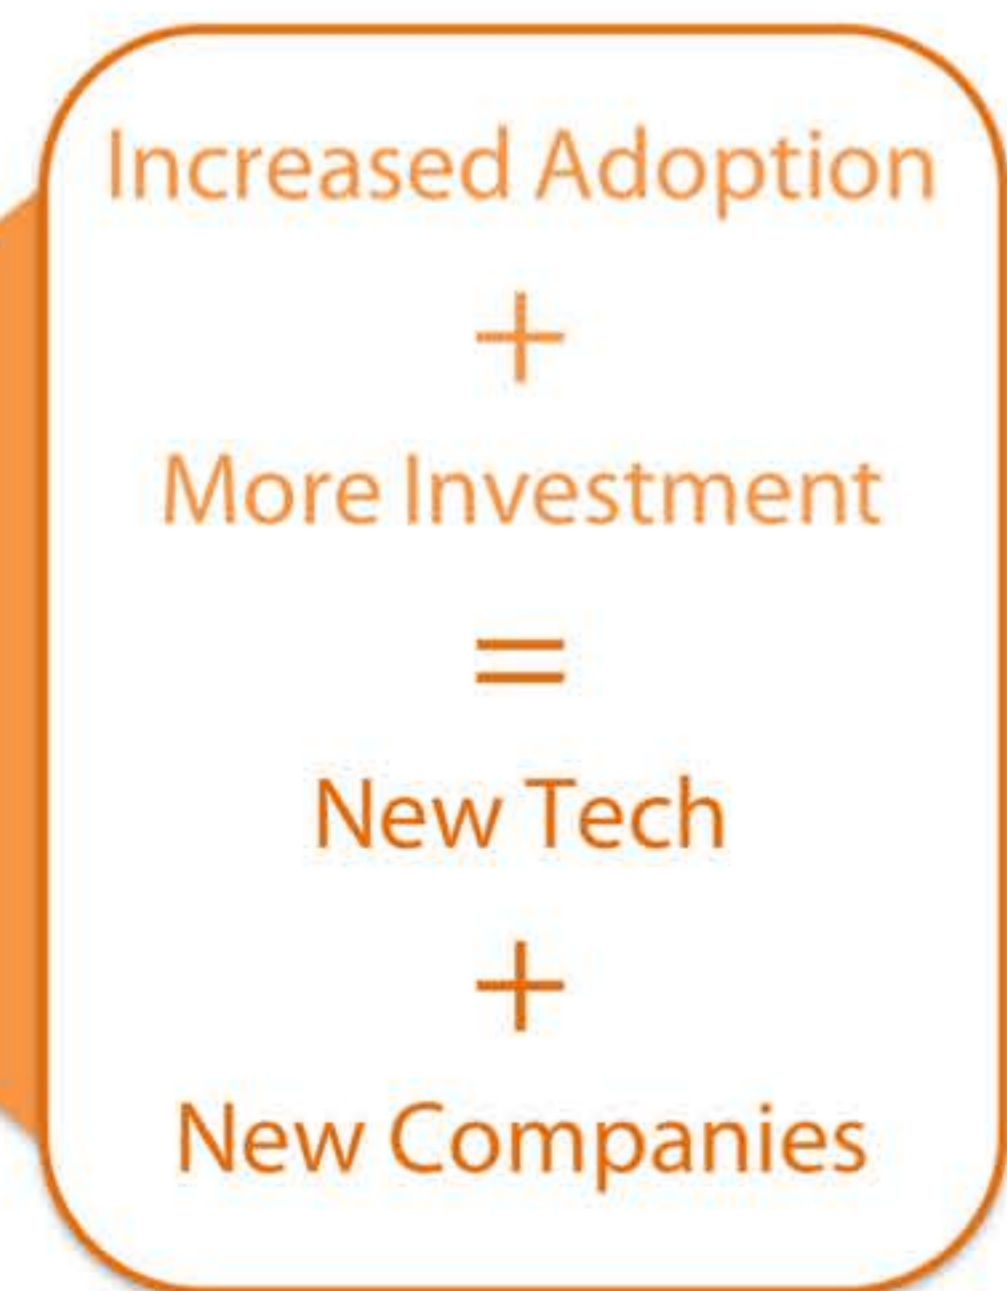 Increased Adoption
+
More Investment
=
New Tech
+
New Companies